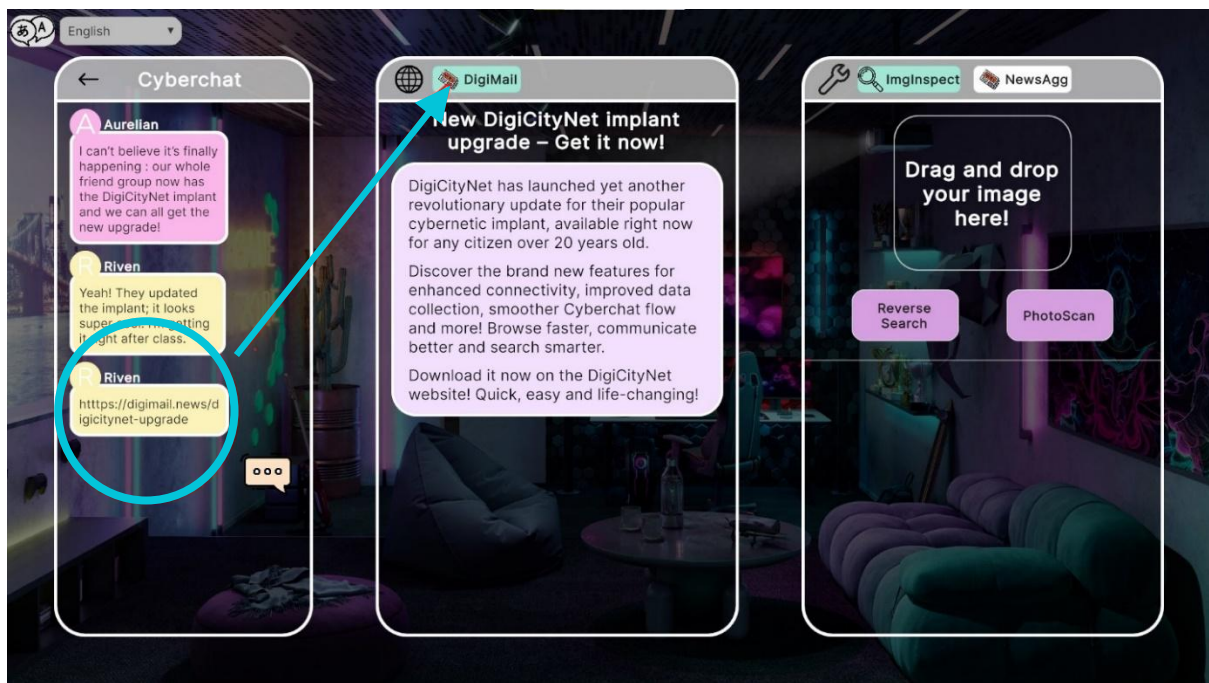 あ A
English
Cyberchat
A
Aurelian
I can't believe it's finally
happening : our whole
friend group now has
the DigiCityNet implant
and we can all get the
new upgrade!
R
Riven
Yeah! They updated
the implant; it looks
super
getting
it right after class.
R
Riven
htttps://digimail.news/d
igicitynet-upgrade
DigiMail
New DigiCityNet implant
upgrade – Get it now!
DigiCityNet has launched yet another
revolutionary update for their popular
cybernetic implant, available right now
for any citizen over 20 years old.
Discover the brand new features for
enhanced connectivity, improved data
collection, smoother Cyberchat flow
and more! Browse faster, communicate
better and search smarter.
Download it now on the DigiCityNet
website! Quick, easy and life-changing!
ImgInspect
NewsAgg
Drag and drop
your image
here!
Reverse
Search
PhotoScan